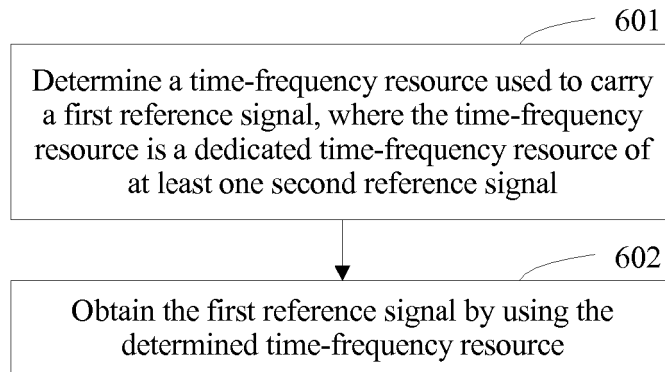 601
Determine a time-frequency resource used to carry
a first reference signal, where the time-frequency
resource is a dedicated time-frequency resource of
at least one second reference signal
602
Obtain the first reference signal by using the
determined time-frequency resource